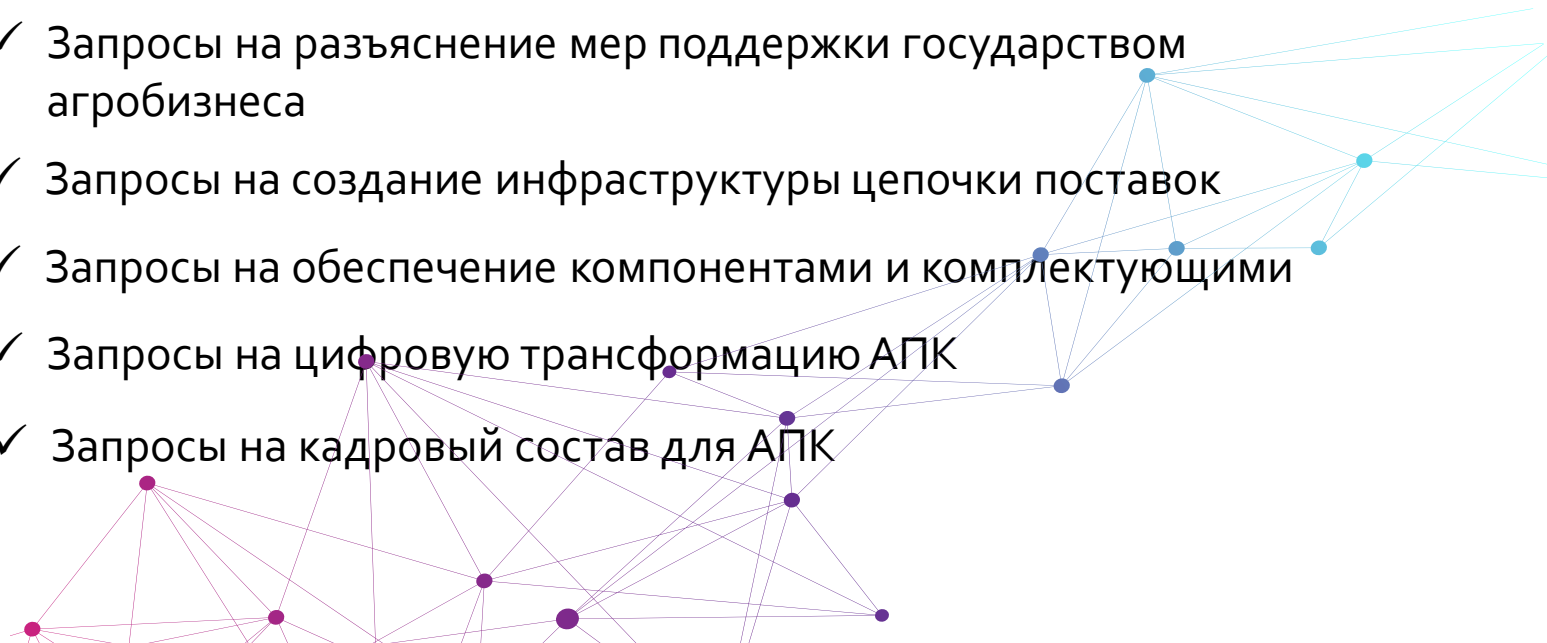 ✓ Запросы на разъяснение мер поддержки государством
агробизнеса
✓ Запросы на создание инфраструктуры цепочки поставок
✓ Запросы на обеспечение компонентами и комплектующими
✓ Запросы на цифровую трансформацию АПК
✓ Запросы на кадровый состав для АПК